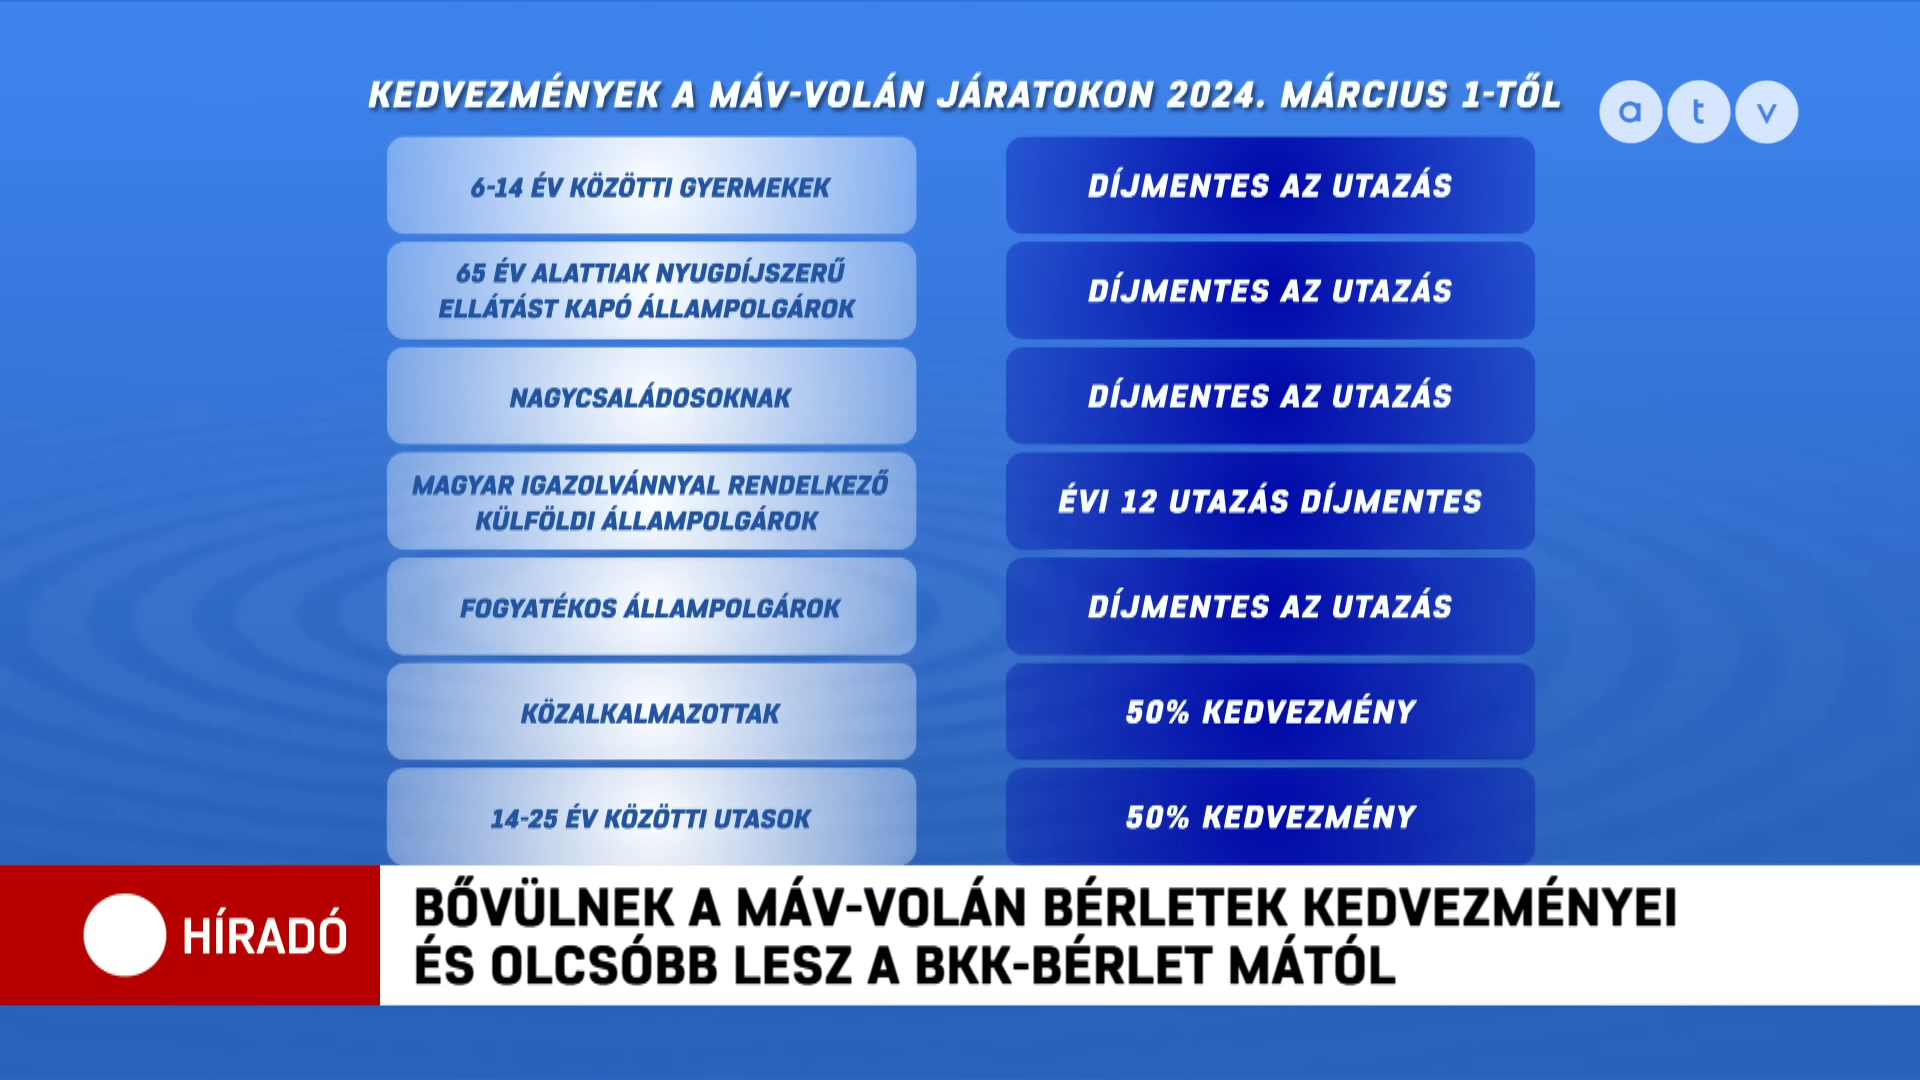 KEDVEZMÉNYEK A MÁV-VOLÁN JÁRATOKON 2024. MÁRCIUS 1-TŐL
a t v
6-14 ÉV KÖZÖTTI GYERMEKEK
DÍJMENTES AZ UTAZÁS
65 ÉV ALATTIAK NYUGDÍJSZERŰ
ELLÁTÁST KAPÓ ÁLLAMPOLGÁROK
DÍJMENTES AZ UTAZÁS
NAGYCSALÁDOSOKNAK
DÍJMENTES AZ UTAZÁS
MAGYAR IGAZOLVÁNNYAL RENDELKEZŐ
KÜLFÖLDI ÁLLAMPOLGÁROK
ÉVI 12 UTAZÁS DÍJMENTES
FOGYATÉKOS ÁLLAMPOLGÁROK
DÍJMENTES AZ UTAZÁS
KÖZALKALMAZOTTAK
50% KEDVEZMÉNY
14-25 ÉV KÖZÖTTI UTASOK
50% KEDVEZMÉNY
HÍRADÓ
BŐVÜLNEK A MÁV-VOLÁN BÉRLETEK KEDVEZMÉNYEI
ÉS OLCSÓBB LESZ A BKK-BÉRLET MÁTÓL